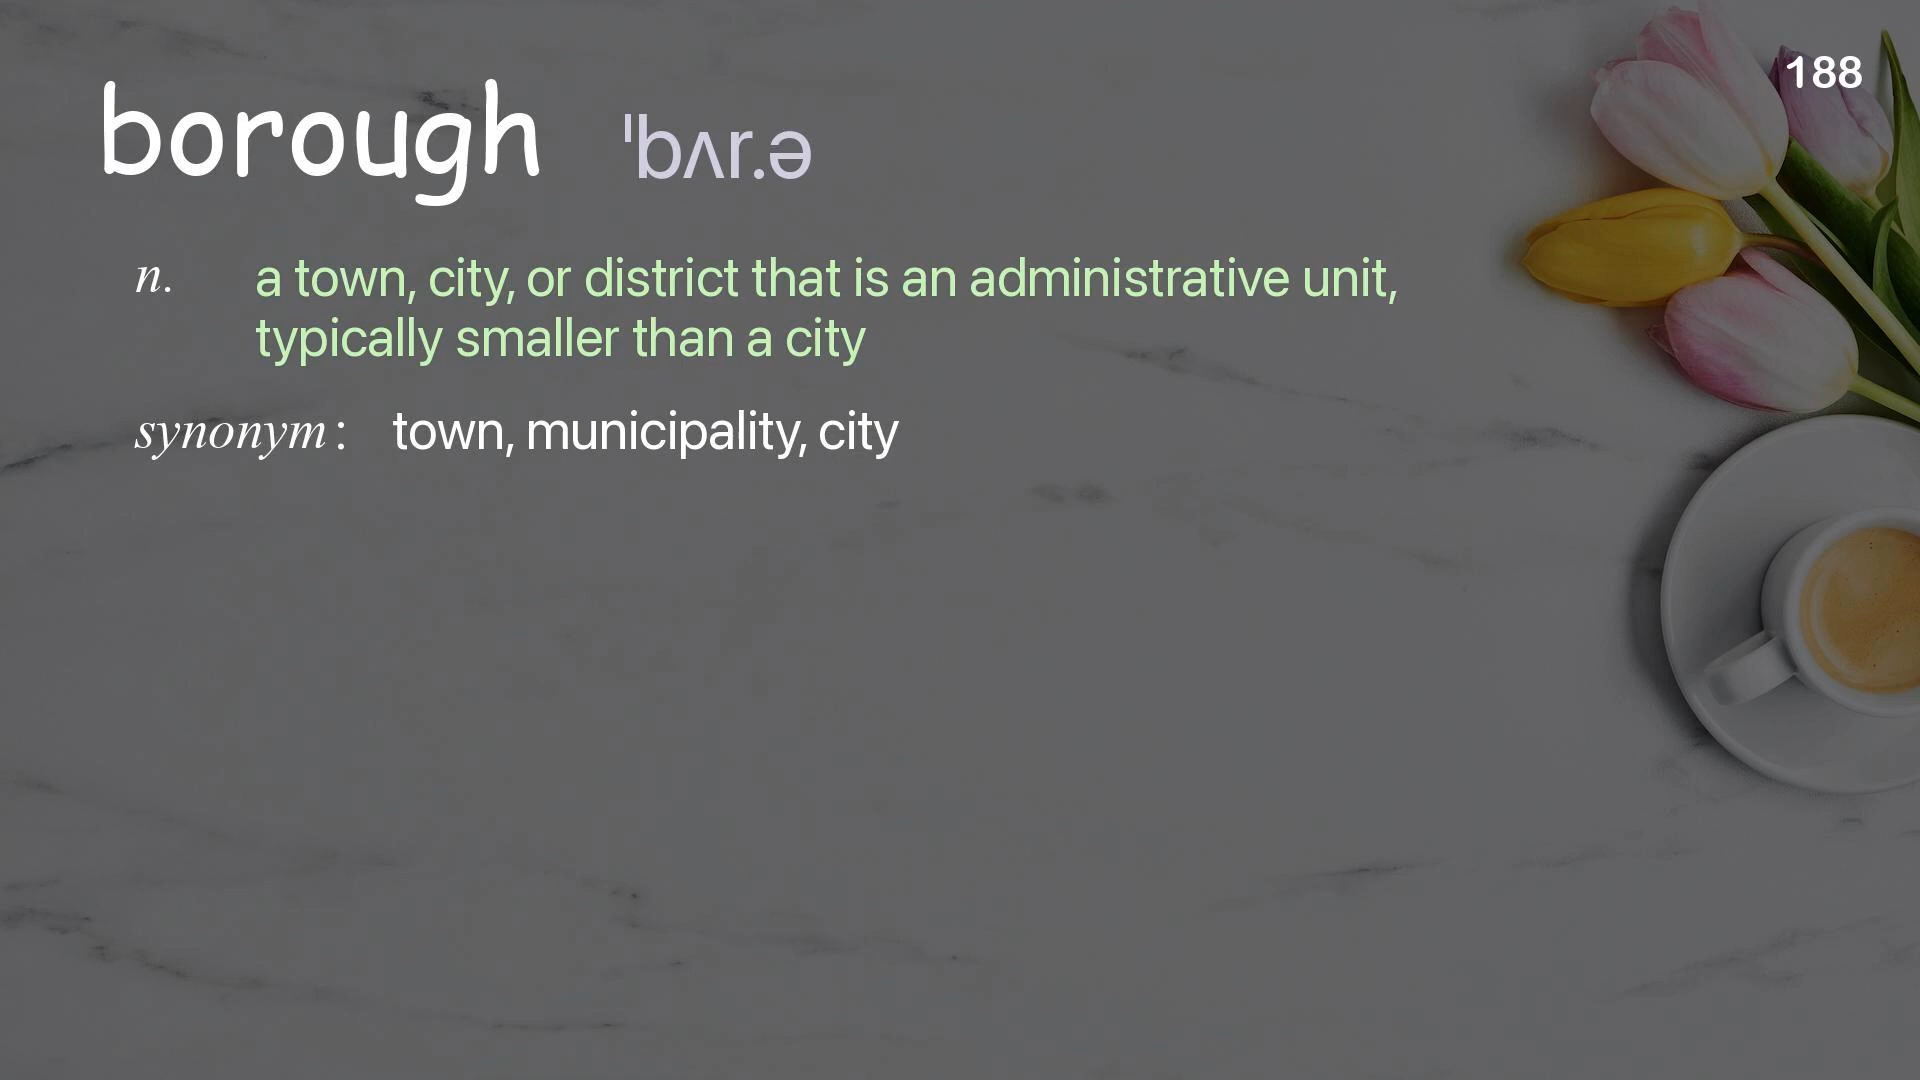 188
borough ˈbʌr.ə
n. a town, city, or district that is an administrative unit,
typically smaller than a city
synonym : town, municipality, city